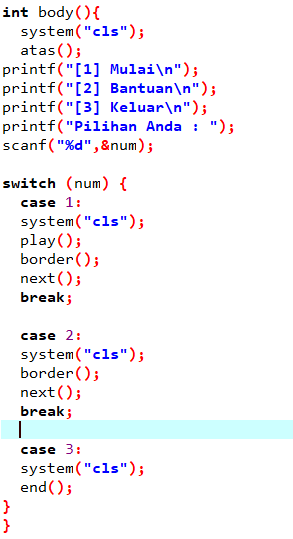 int body(){
system("cls");
atas();
printf("[1] Mulai\n");
printf("[2] Bantuan\n");
printf("[3] Keluar\n");
printf("Pilihan Anda : ");
scanf("%d",&num);
switch (num) {
case 1:
system("cls");
play();
border();
next();
break;
case 2:
system("cls");
border();
next();
break;
case 3:
system("cls");
end();
}
}